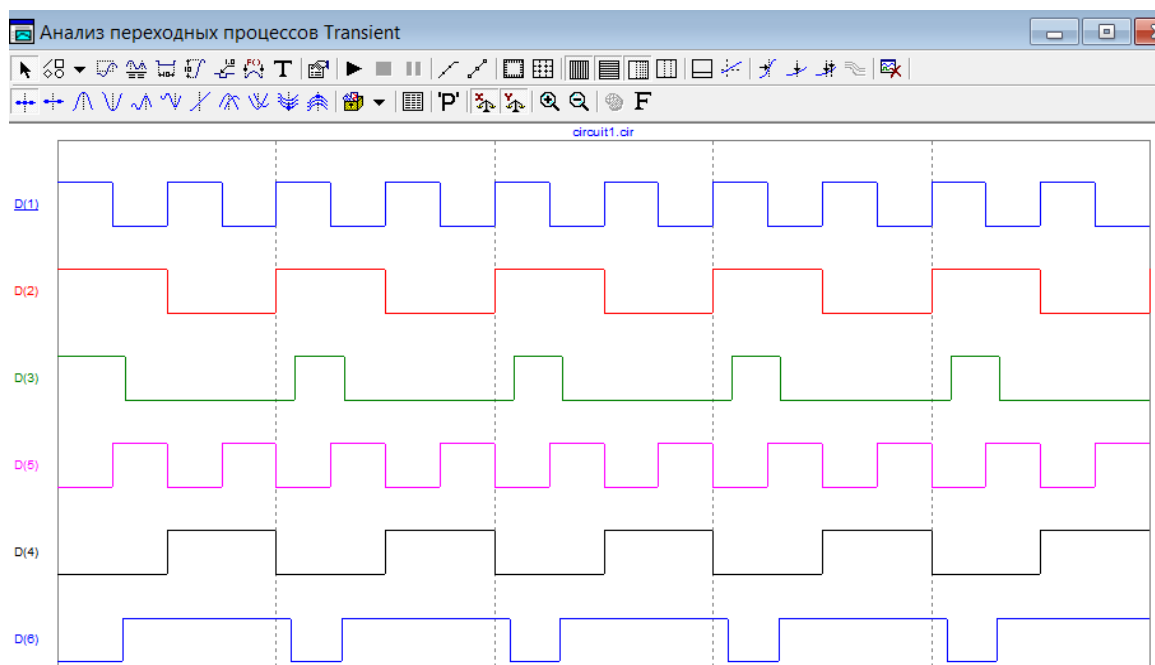 Анализ переходных процессов Transient
T
'P' X Y F
circuit1.cir
D(1)
D(2)
D(3)
D(5)
D(4)
D(6)